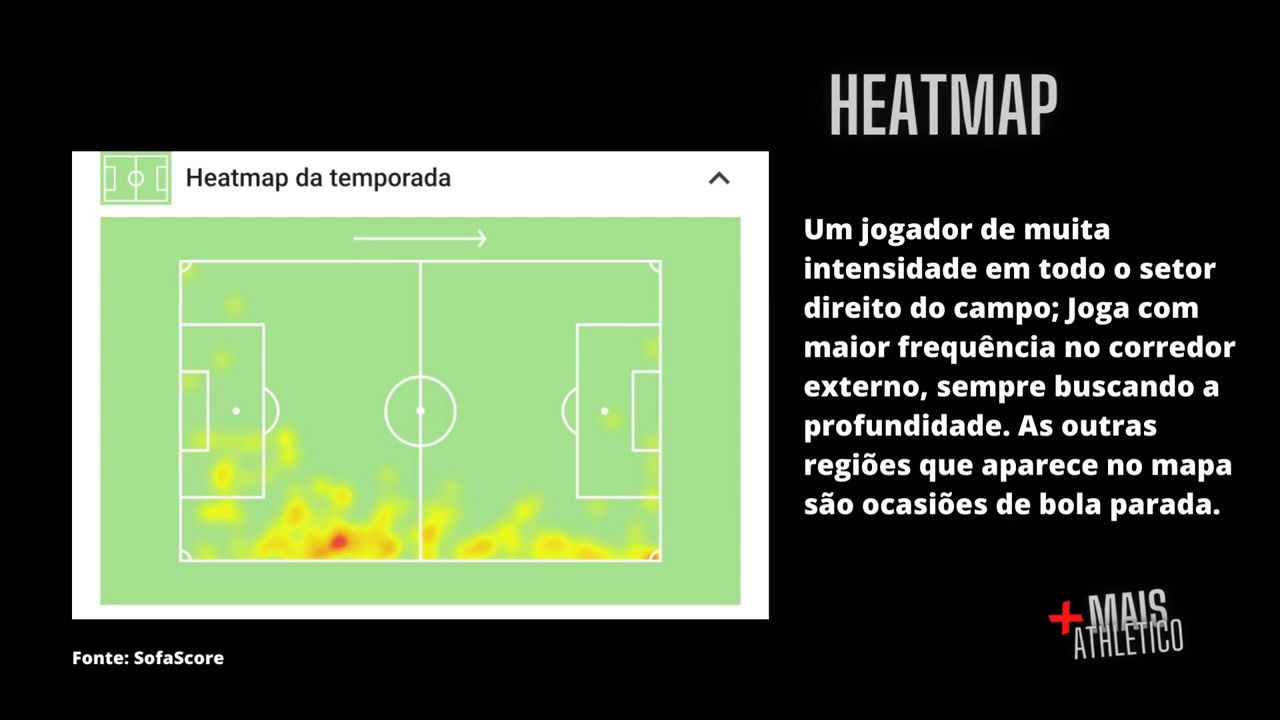 HEATMAP
Heatmap da temporada
Um jogador de muita
intensidade em todo o setor
direito do campo; Joga com
maior frequência no corredor
externo, sempre buscando a
profundidade. As outras
regiões que aparece no mapa
são ocasiões de bola parada.
+ MAIS
ATHLETICO
Fonte: SofaScore